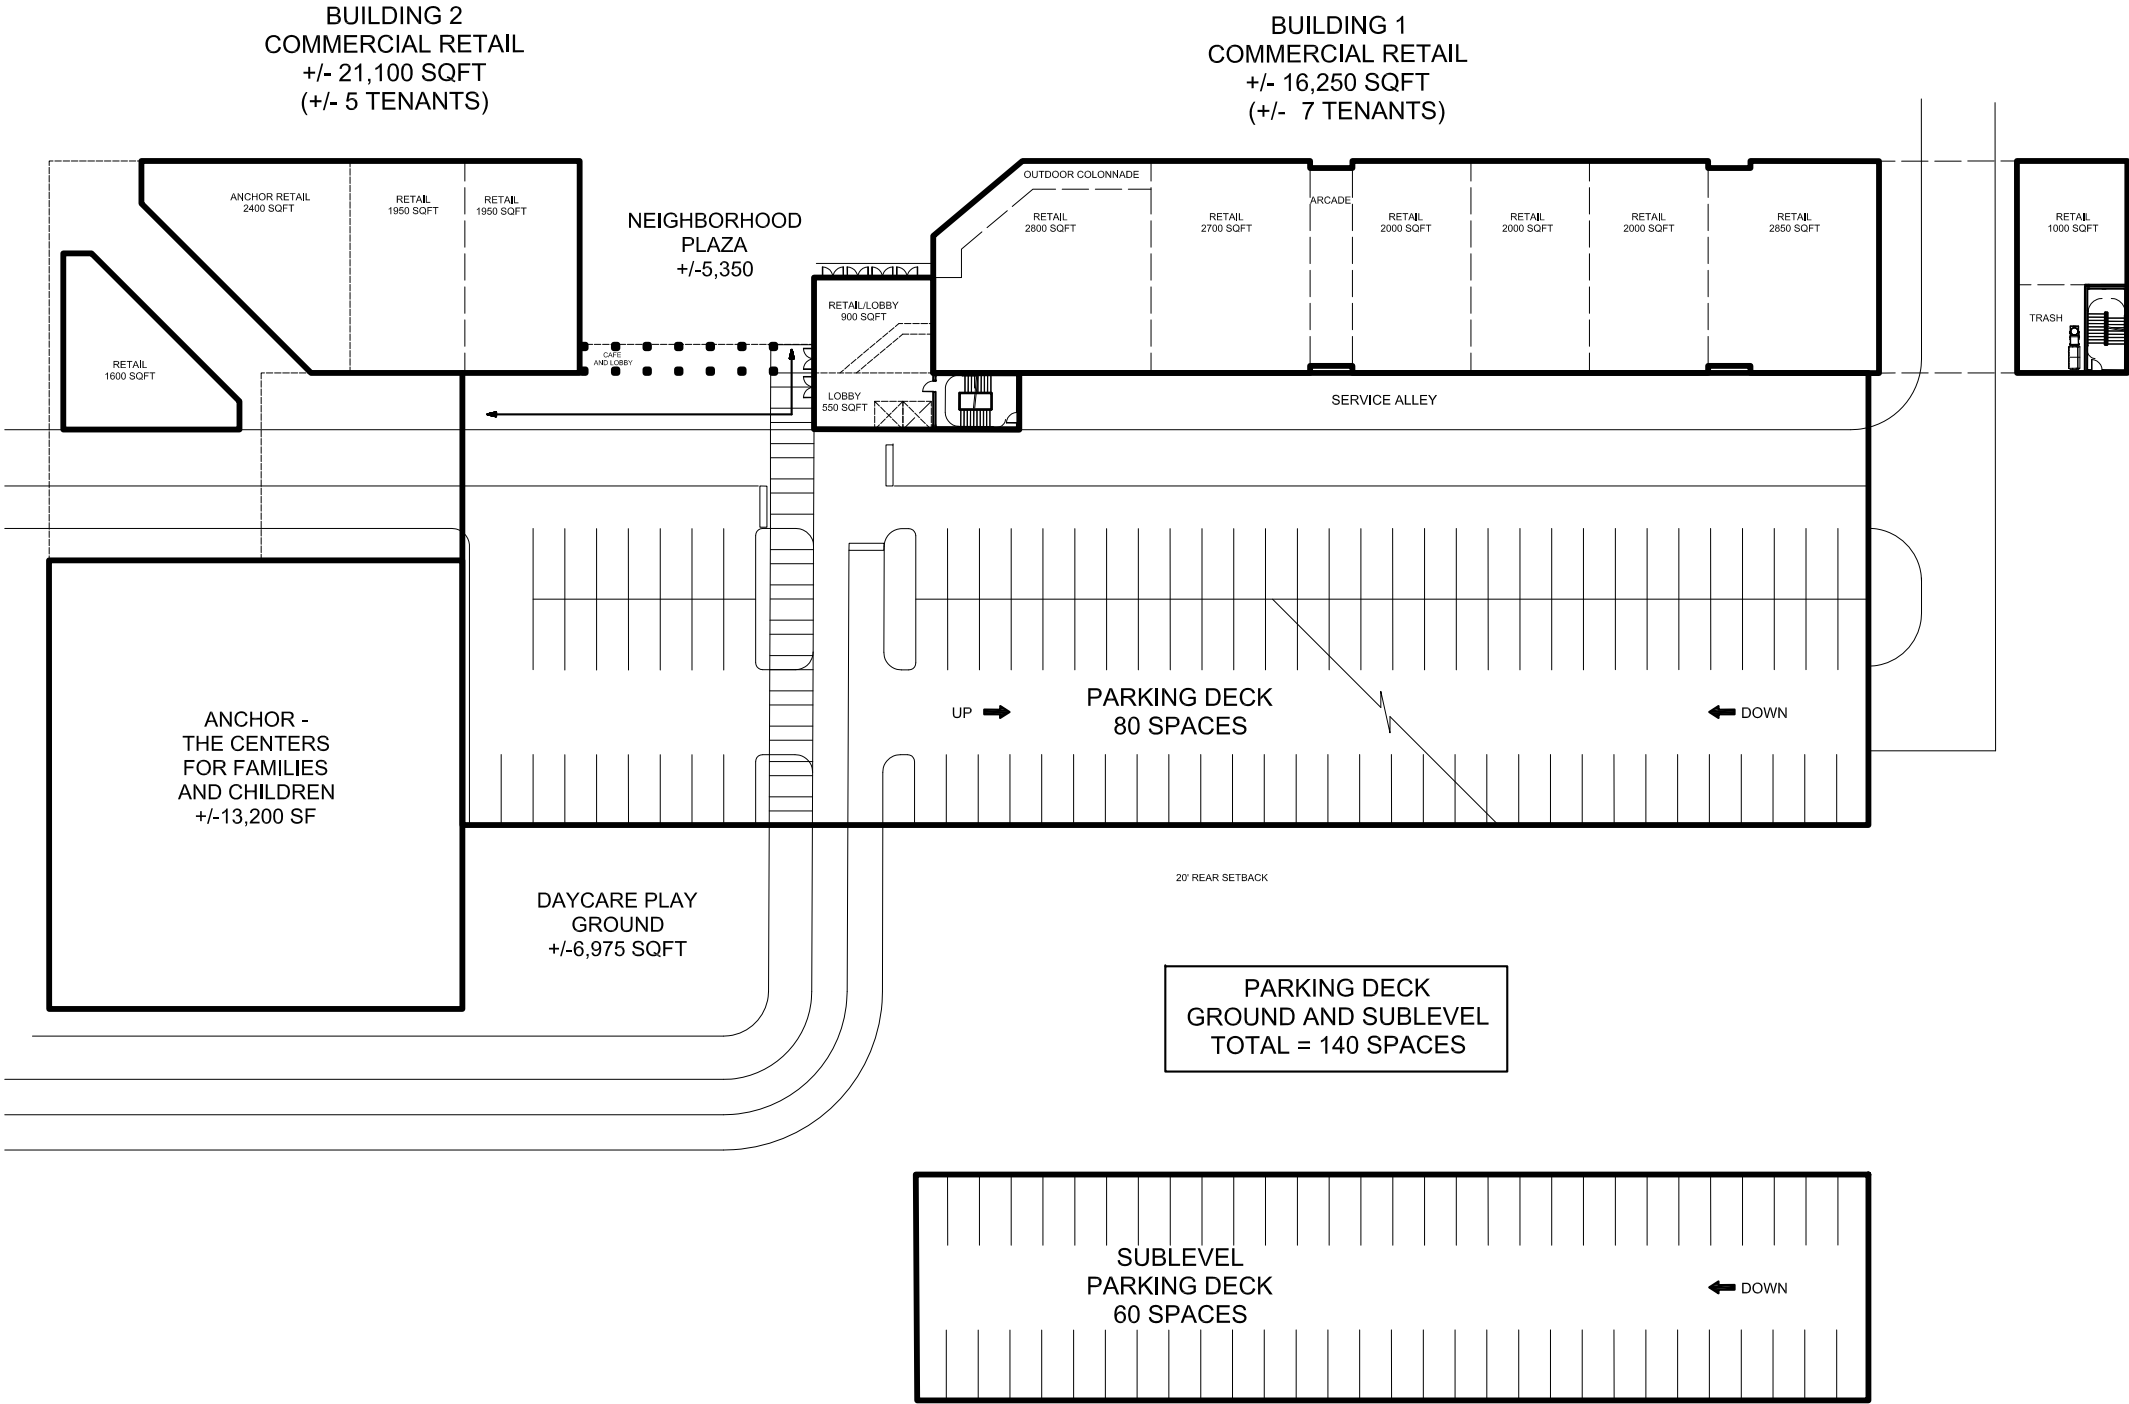 BUILDING 2
COMMERCIAL RETAIL
+/- 21,100 SQFT
(+/- 5 TENANTS)
BUILDING 1
COMMERCIAL RETAIL
+/- 16,250 SQFT
(+/- 7 TENANTS)
ANCHOR RETAIL
2400 SQFT
RETAIL
1950 SQFT
RETAIL
1950 SQFT
NEIGHBORHOOD
PLAZA
+/-5,350
OUTDOOR COLONNADE
RETAIL
2800 SQFT
RETAIL
2700 SQFT
ARCADE
RETAIL
2000 SQFT
RETAIL
2000 SQFT
RETAIL
2000 SQFT
RETAIL
2850 SQFT
RETAIL
1000 SQFT
RETAIL/LOBBY
900 SQFT
TRASH
RETAIL
1600 SQFT
CAFE
AND LOBBY
LOBBY
550 SQFT
SERVICE ALLEY
UP
PARKING DECK
80 SPACES
DOWN
ANCHOR -
THE CENTERS
FOR FAMILIES
AND CHILDREN
+/-13,200 SF
20' REAR SETBACK
DAYCARE PLAY
GROUND
+/-6,975 SQFT
PARKING DECK
GROUND AND SUBLEVEL
TOTAL = 140 SPACES
SUBLEVEL
PARKING DECK
60 SPACES
DOWN